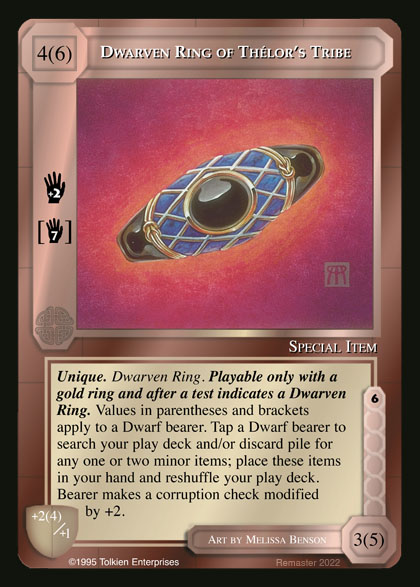 4(6)
Dwarven Ring of Thélor's Tribe
+2
[7]
Special Item
Unique. Dwarven Ring. Playable only with a
gold ring and after a test indicates a Dwarven
Ring. Values in parentheses and brackets
apply to a Dwarf bearer. Tap a Dwarf bearer to
search your play deck and/or discard pile for
any one or two minor items; place these items
in your hand and reshuffle your play deck.
Bearer makes a corruption check modified
by +2.
6
+2(4)/+1
Art by Melissa Benson
3(5)
©1995 Tolkien Enterprises
Remaster 2022